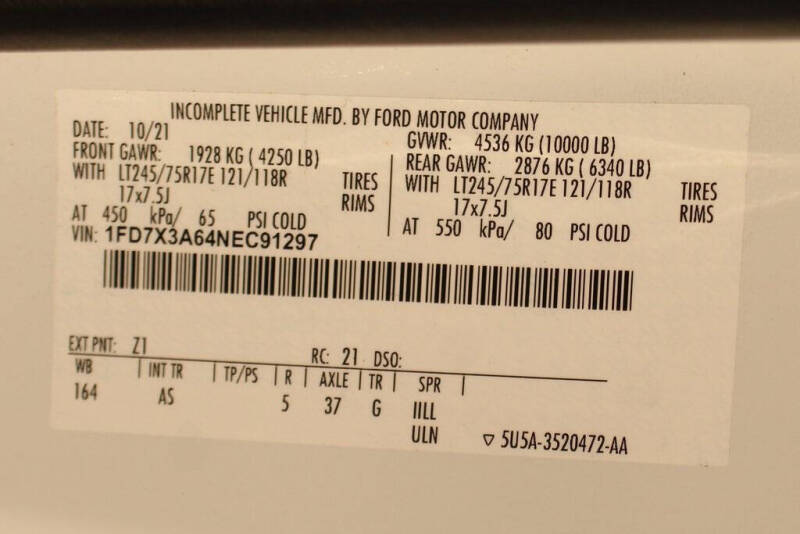 INCOMPLETE VEHICLE MFD. BY FORD MOTOR COMPANY
DATE: 10/21 GVWR: 4536 KG (10000 LB)
FRONT GAWR: 1928 KG ( 4250 LB) REAR GAWR: 2876 KG ( 6340 LB)
WITH LT245/75R17E 121/118R TIRES WITH LT245/75R17E 121/118R TIRES
17x7.5J RIMS 17x7.5J RIMS
AT 450 kPa/ 65 PSI COLD AT 550 kPa/ 80 PSI COLD
VIN: 1FD7X3A64NEC91297
EXT PNT: Z1 RC: 21 DSO:
WB | INT TR | TP/PS | R | AXLE | TR | SPR |
164 AS 5 37 G IILL
ULN ▽ 5U5A-3520472-AA